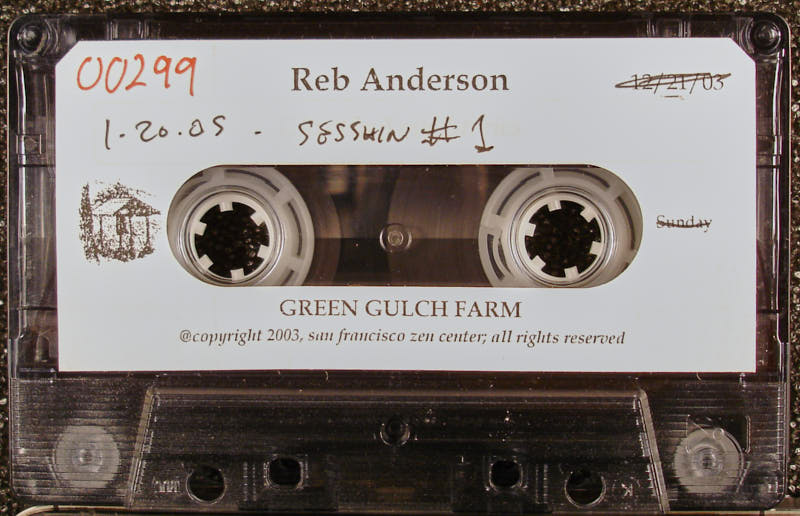 00299
Reb Anderson
12/21/03
1.20.05 - SESSHIN #1
Sunday
GREEN GULCH FARM
@copyright 2003, san francisco zen center; all rights reserved